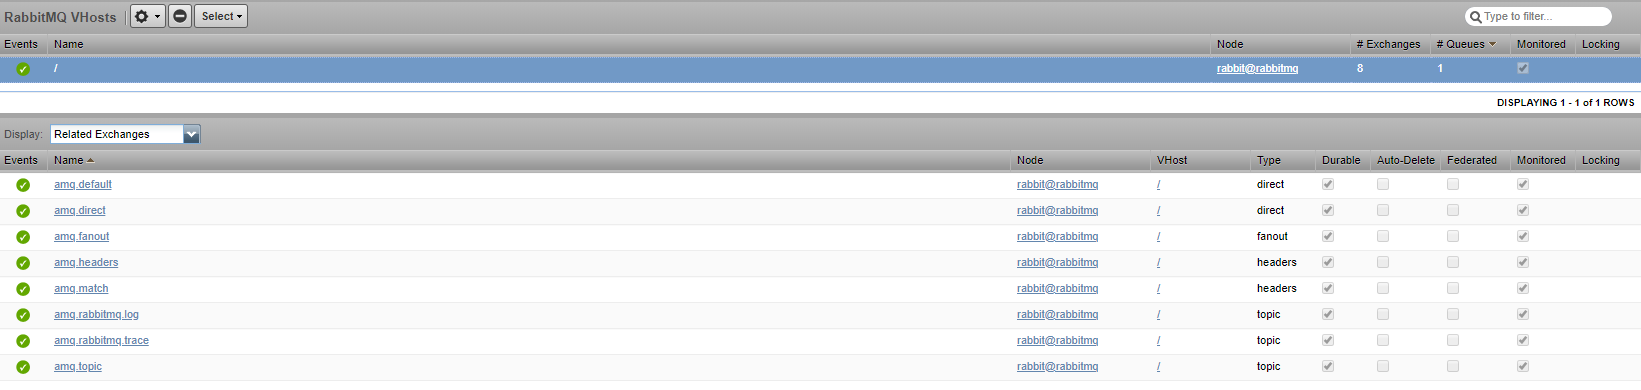 RabbitMQ VHosts Select Type to filter...
Events Name Node # Exchanges # Queues Monitored Locking
/ rabbit@rabbitmq 8 1
DISPLAYING 1 - 1 of 1 ROWS
Display: Related Exchanges
Events Name Node VHost Type Durable Auto-Delete Federated Monitored Locking
amq.default rabbit@rabbitmq / direct
amq.direct rabbit@rabbitmq / direct
amq.fanout rabbit@rabbitmq / fanout
amq.headers rabbit@rabbitmq / headers
amq.match rabbit@rabbitmq / headers
amq.rabbitmq.log rabbit@rabbitmq / topic
amq.rabbitmq.trace rabbit@rabbitmq / topic
amq.topic rabbit@rabbitmq / topic